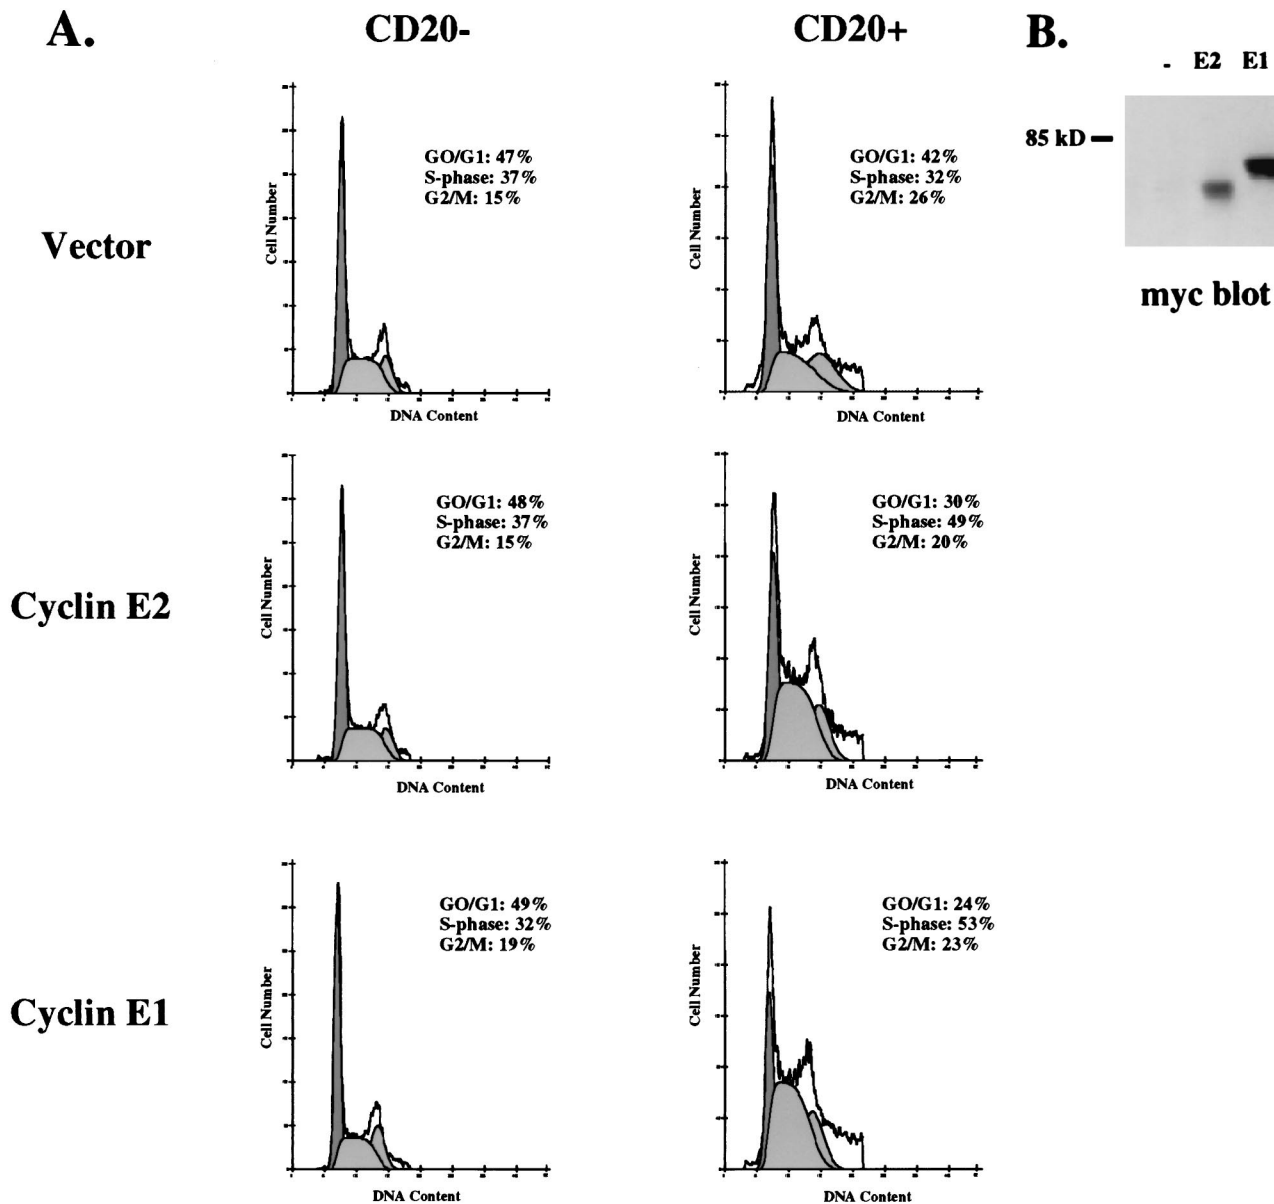 A.
CD20-
CD20+
B.
- E2 E1
85 kD
myc blot
Vector
Cell Number
GO/G1: 47%
S-phase: 37%
G2/M: 15%
DNA Content
Cell Number
GO/G1: 42%
S-phase: 32%
G2/M: 26%
DNA Content
Cyclin E2
Cell Number
GO/G1: 48%
S-phase: 37%
G2/M: 15%
DNA Content
Cell Number
GO/G1: 30%
S-phase: 49%
G2/M: 20%
DNA Content
Cyclin E1
Cell Number
GO/G1: 49%
S-phase: 32%
G2/M: 19%
DNA Content
Cell Number
GO/G1: 24%
S-phase: 53%
G2/M: 23%
DNA Content